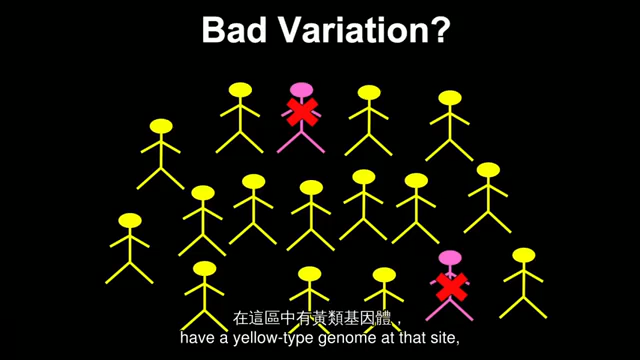 Bad Variation?
在這區中有黃類基因體，
have a yellow-type genome at that site,